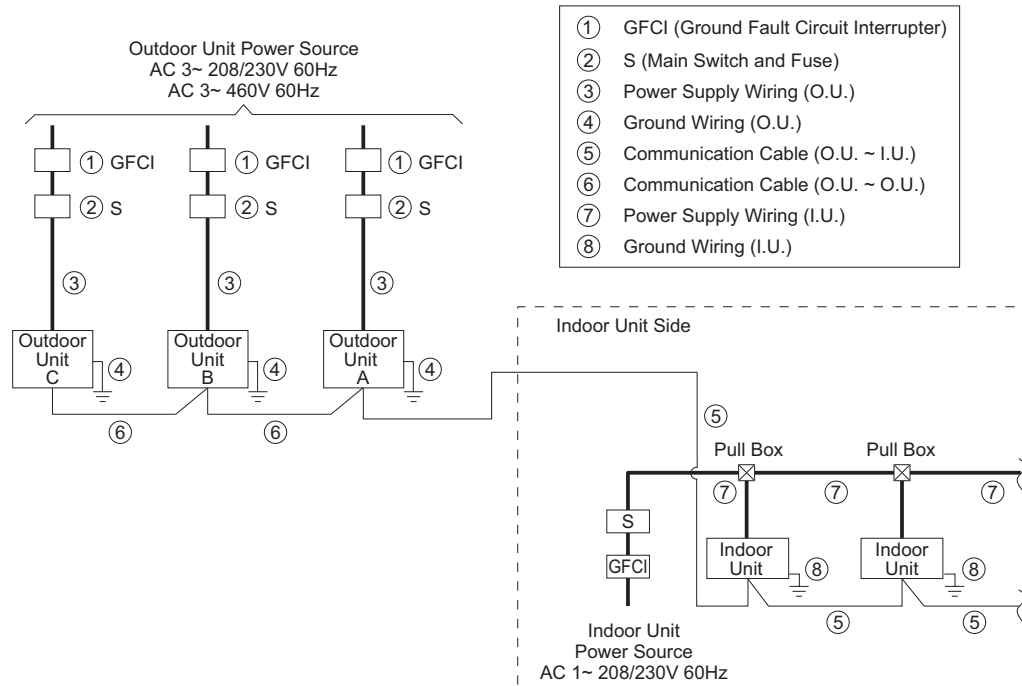 Outdoor Unit Power Source
AC 3~ 208/230V 60Hz
AC 3~ 460V 60Hz
① GFCI (Ground Fault Circuit Interrupter)
② S (Main Switch and Fuse)
③ Power Supply Wiring (O.U.)
④ Ground Wiring (O.U.)
⑤ Communication Cable (O.U. ~ I.U.)
⑥ Communication Cable (O.U. ~ O.U.)
⑦ Power Supply Wiring (I.U.)
⑧ Ground Wiring (I.U.)
① GFCI
① GFCI
① GFCI
② S
② S
② S
③
③
③
Outdoor
Unit
C
④
Outdoor
Unit
B
④
Outdoor
Unit
A
④
⑥
⑥
Indoor Unit Side
⑤
Pull Box
Pull Box
⑦
⑦
⑦
S
GFCI
Indoor
Unit
⑧
Indoor
Unit
⑧
⑤
⑤
Indoor Unit
Power Source
AC 1~ 208/230V 60Hz